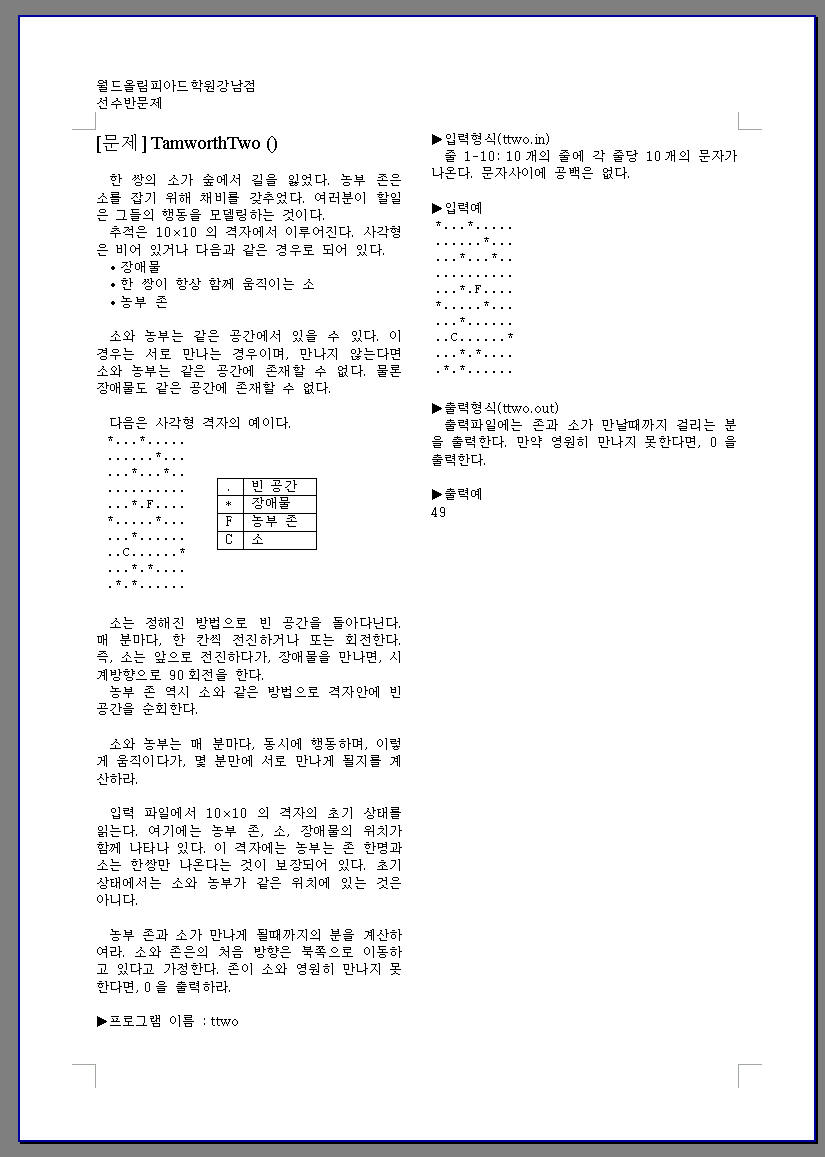 월드올림피아드학원강남점
선수반문제
[문제] TamworthTwo ()
한 쌍의 소가 숲에서 길을 잃었다. 농부 존은
소를 잡기 위해 채비를 갖추었다. 여러분이 할일
은 그들의 행동을 모델링하는 것이다.
추적은 10×10 의 격자에서 이루어진다. 사각형
은 비어 있거나 다음과 같은 경우로 되어 있다.
• 장애물
• 한 쌍이 항상 함께 움직이는 소
• 농부 존
소와 농부는 같은 공간에서 있을 수 있다. 이
경우는 서로 만나는 경우이며, 만나지 않는다면
소와 농부는 같은 공간에 존재할 수 없다. 물론
장애물도 같은 공간에 존재할 수 없다.
다음은 사각형 격자의 예이다.
*...*.....
......*...
...*...*..
..........
...*.F....
*.....*...
...*......
..C......*
...*.*....
.*.*......
. 빈 공간
* 장애물
F 농부 존
C 소
소는 정해진 방법으로 빈 공간을 돌아다닌다.
매 분마다, 한 칸씩 전진하거나 또는 회전한다.
즉, 소는 앞으로 전진하다가, 장애물을 만나면, 시
계방향으로 90회전을 한다.
농부 존 역시 소와 같은 방법으로 격자안에 빈
공간을 순회한다.
소와 농부는 매 분마다, 동시에 행동하며, 이렇
게 움직이다가, 몇 분만에 서로 만나게 될지를 계
산하라.
입력 파일에서 10×10 의 격자의 초기 상태를
읽는다. 여기에는 농부 존, 소, 장애물의 위치가
함께 나타나 있다. 이 격자에는 농부는 존 한명과
소는 한쌍만 나온다는 것이 보장되어 있다. 초기
상태에서는 소와 농부가 같은 위치에 있는 것은
아니다.
농부 존과 소가 만나게 될때까지의 분을 계산하
여라. 소와 존은의 처음 방향은 북쪽으로 이동하
고 있다고 가정한다. 존이 소와 영원히 만나지 못
한다면, 0 을 출력하라.
▶프로그램 이름 : ttwo
▶입력형식(ttwo.in)
줄 1-10: 10개의 줄에 각 줄당 10개의 문자가
나온다. 문자사이에 공백은 없다.
▶입력예
*...*.....
......*...
...*...*..
..........
...*.F....
*.....*...
...*......
..C......*
...*.*....
.*.*......
▶출력형식(ttwo.out)
출력파일에는 존과 소가 만날때까지 걸리는 분
을 출력한다. 만약 영원히 만나지 못한다면, 0 을
출력한다.
▶출력예
49